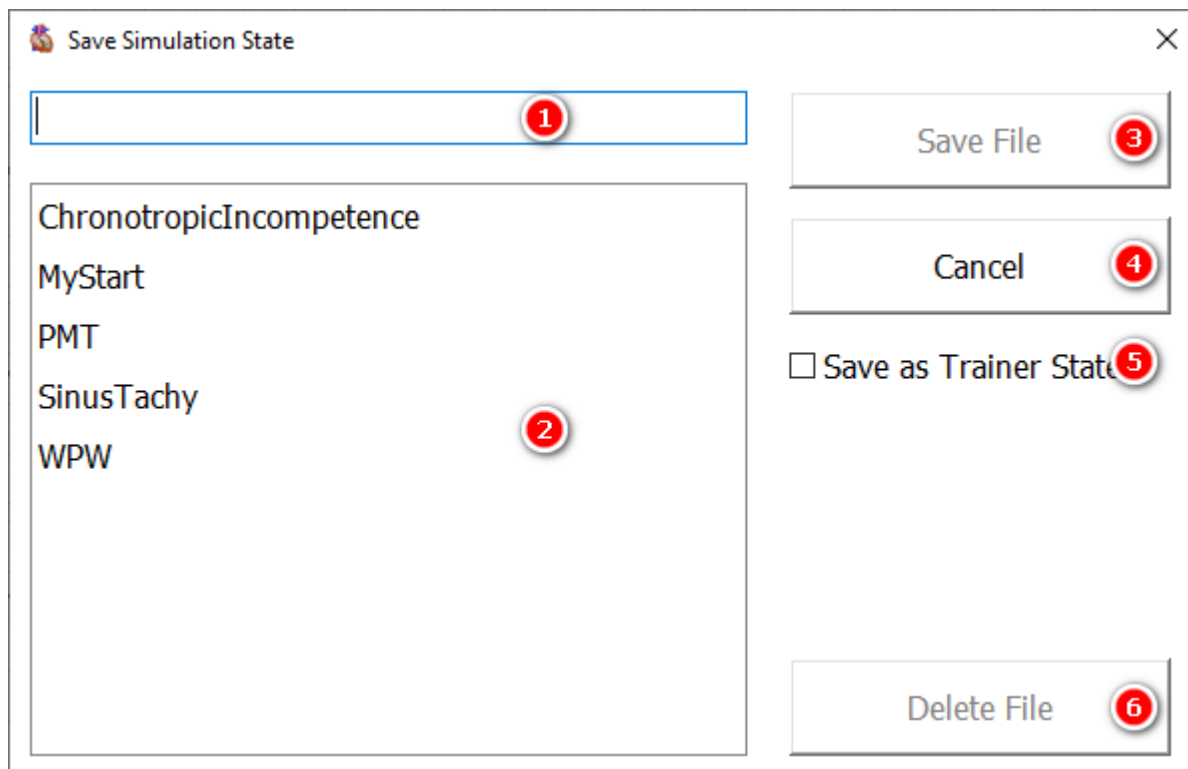 Save Simulation State
1
Save File 3
ChronotropicIncompetence
MyStart
PMT
SinusTachy
WPW
2
Cancel 4
Save as Trainer State 5
Delete File 6